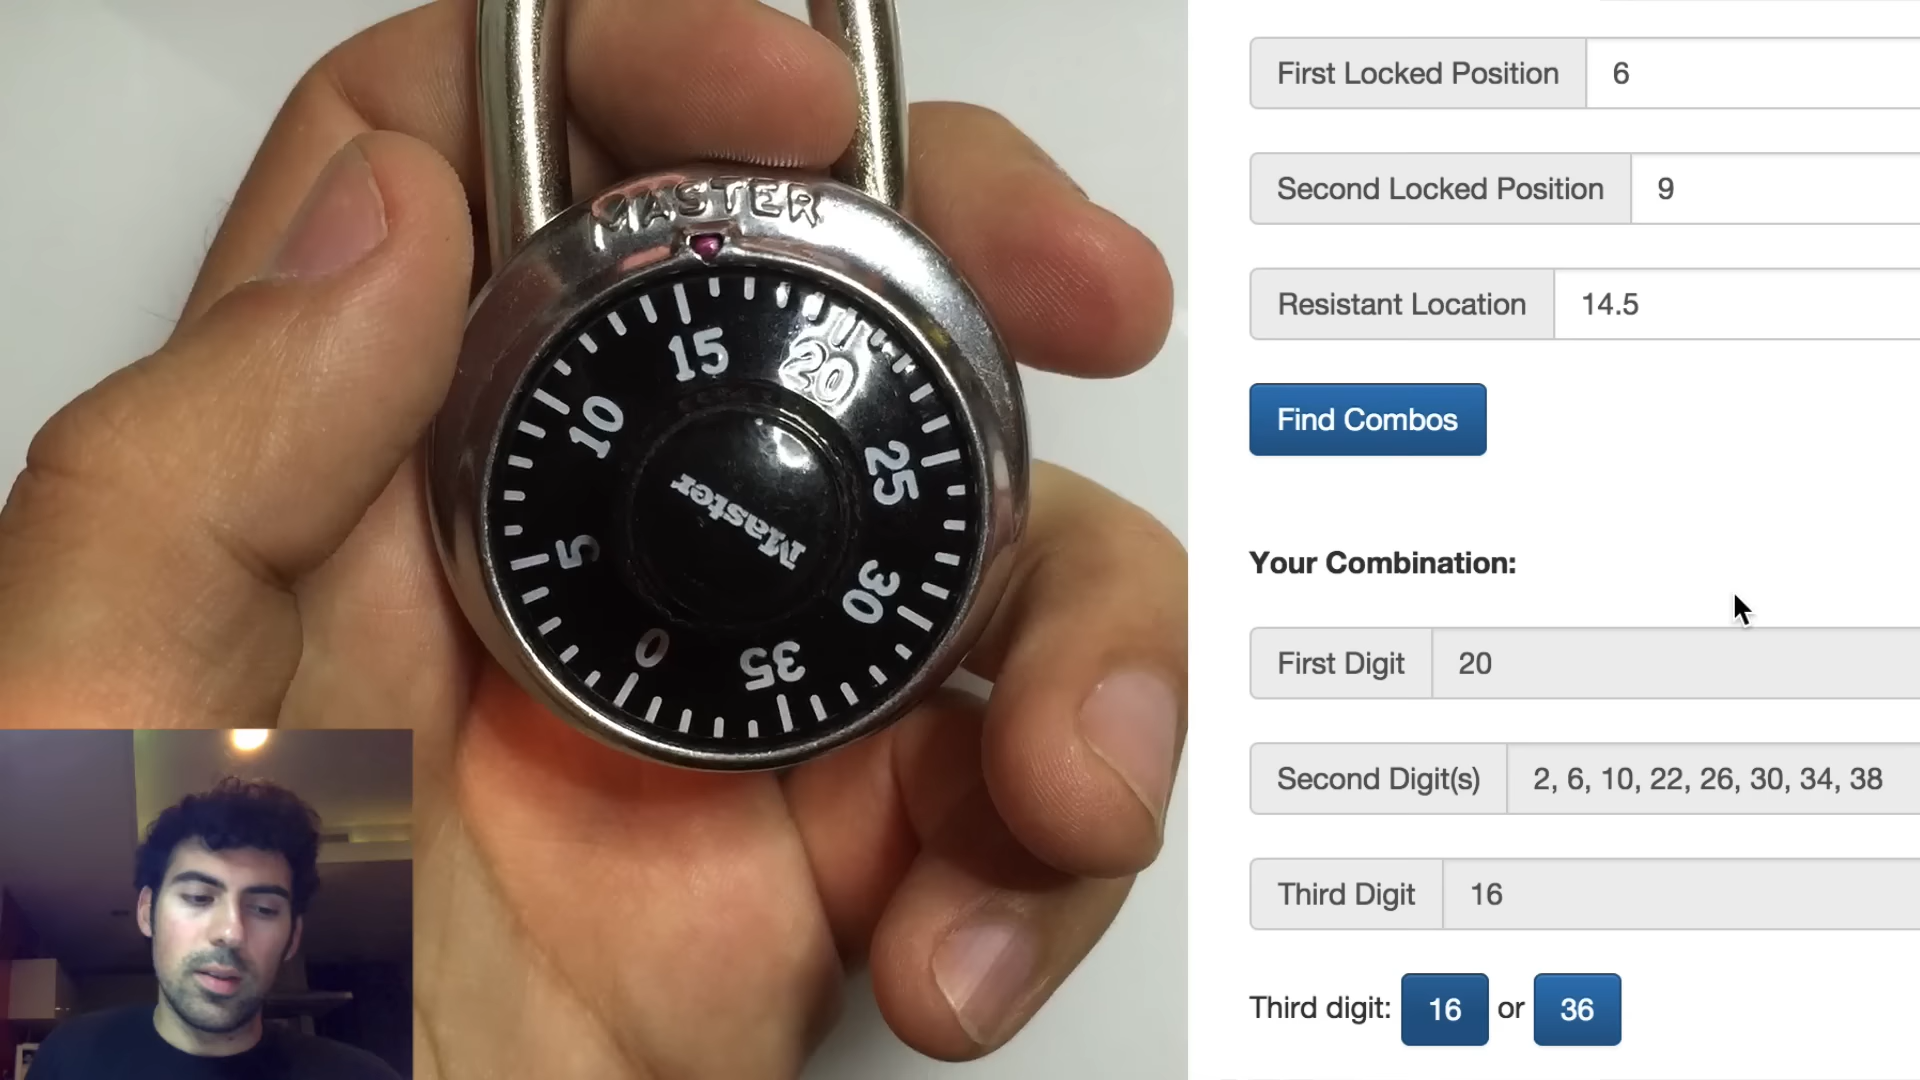 MASTER
15
20
10
25
5
30
0
35
Master
First Locked Position 6
Second Locked Position 9
Resistant Location 14.5
Find Combos
Your Combination:
First Digit 20
Second Digit(s) 2, 6, 10, 22, 26, 30, 34, 38
Third Digit 16
Third digit: 16 or 36